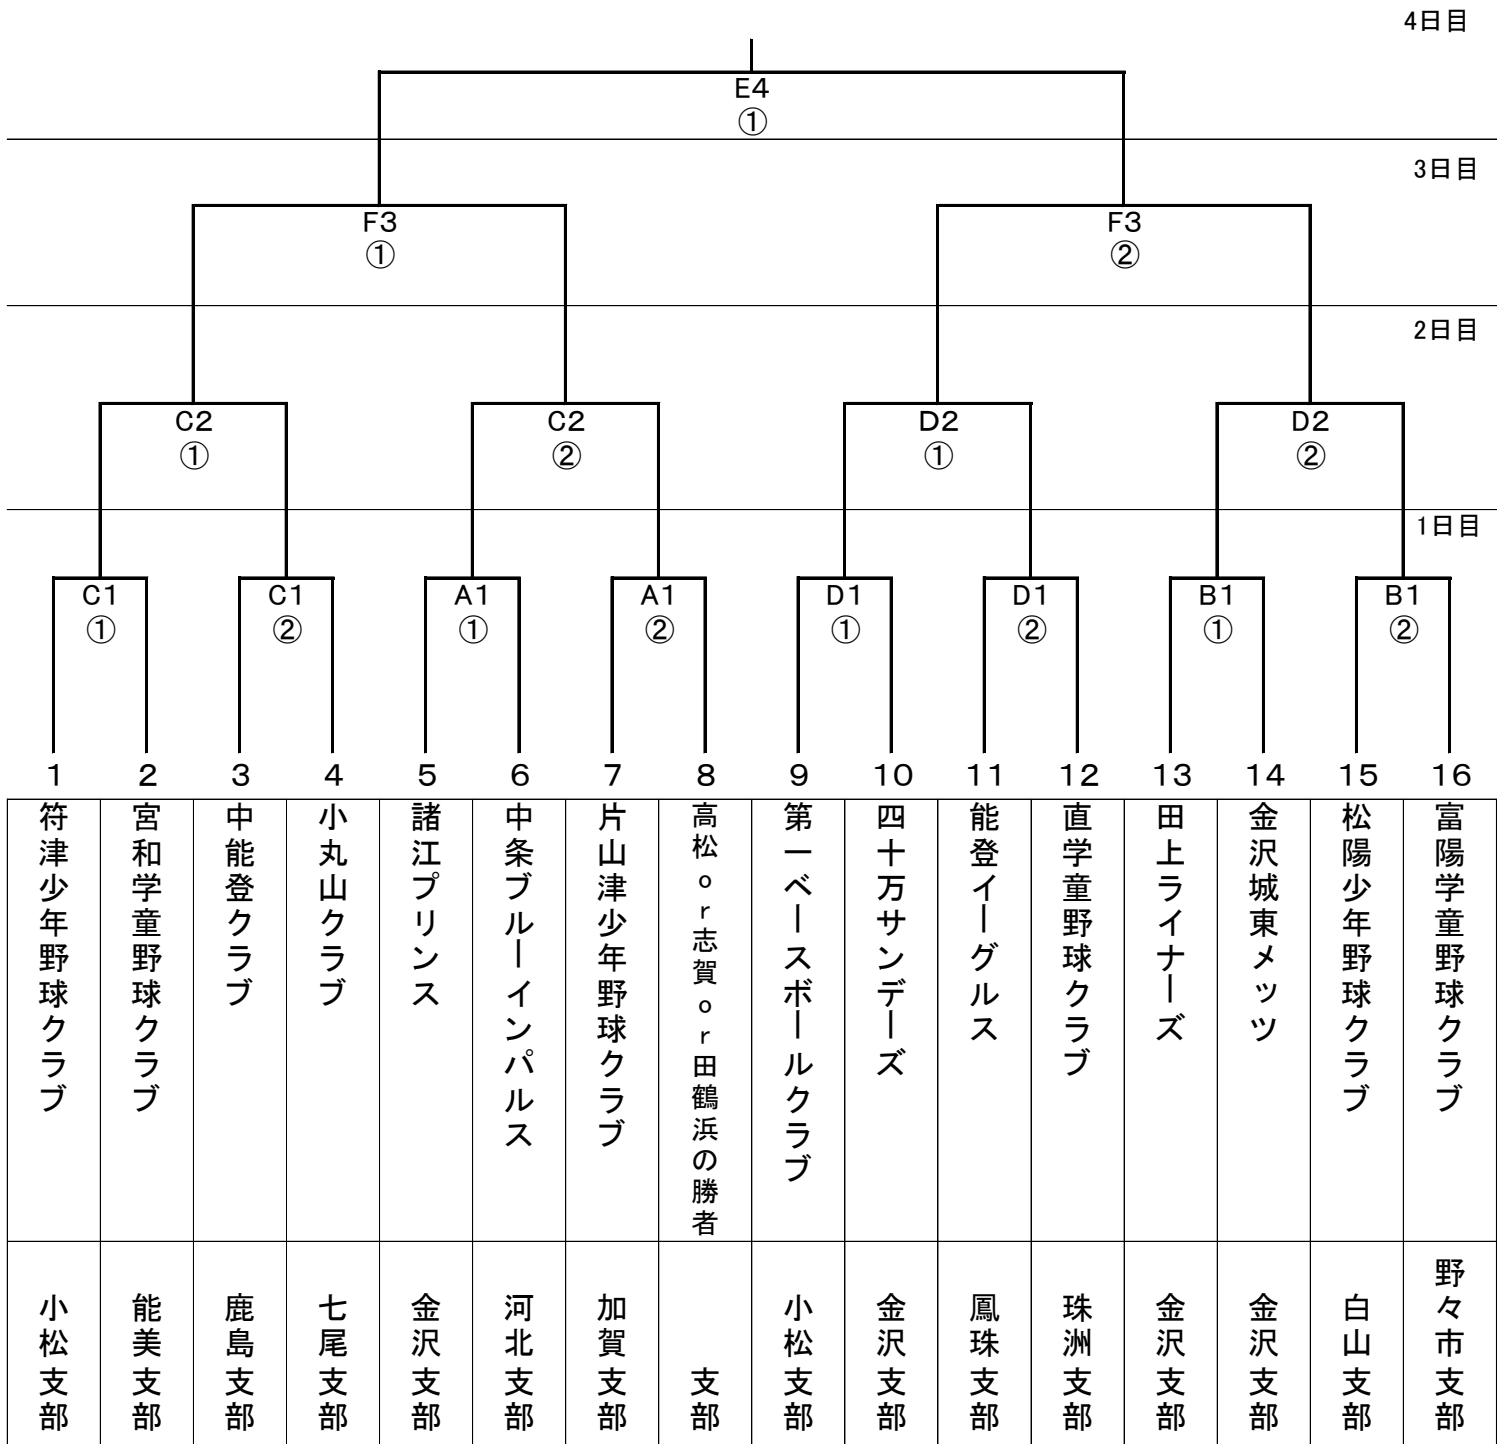 4日目
E4
①
3日目
F3
①
F3
②
2日目
C2
①
C2
②
D2
①
D2
②
1日目
C1
①
C1
②
A1
①
A1
②
D1
①
D1
②
B1
①
B1
②
1
2
3
4
5
6
7
8
9
10
11
12
13
14
15
16
符津少年野球クラブ
宮和学童野球クラブ
中能登クラブ
小丸山クラブ
諸江プリンス
中条ブルーインパルス
片山津少年野球クラブ
高松or志賀or田鶴浜の勝者
第一ベースボールクラブ
四十万サンデーズ
能登イーグルス
直学童野球クラブ
田上ライナーズ
金沢城東メッツ
松陽少年野球クラブ
富陽学童野球クラブ
小松支部
能美支部
鹿島支部
七尾支部
金沢支部
河北支部
加賀支部
支部
小松支部
金沢支部
鳳珠支部
珠洲支部
金沢支部
金沢支部
白山支部
野々市支部